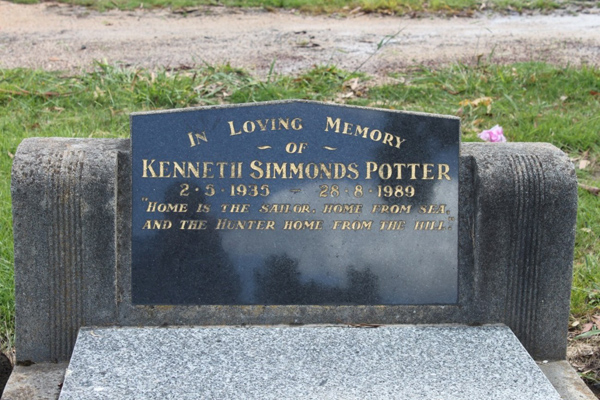 In Loving Memory
~ OF ~
Kenneth Simmonds Potter
2·5·1935 — 28·8·1989
"Home is the Sailor, home from sea,
and the Hunter home from the hill."